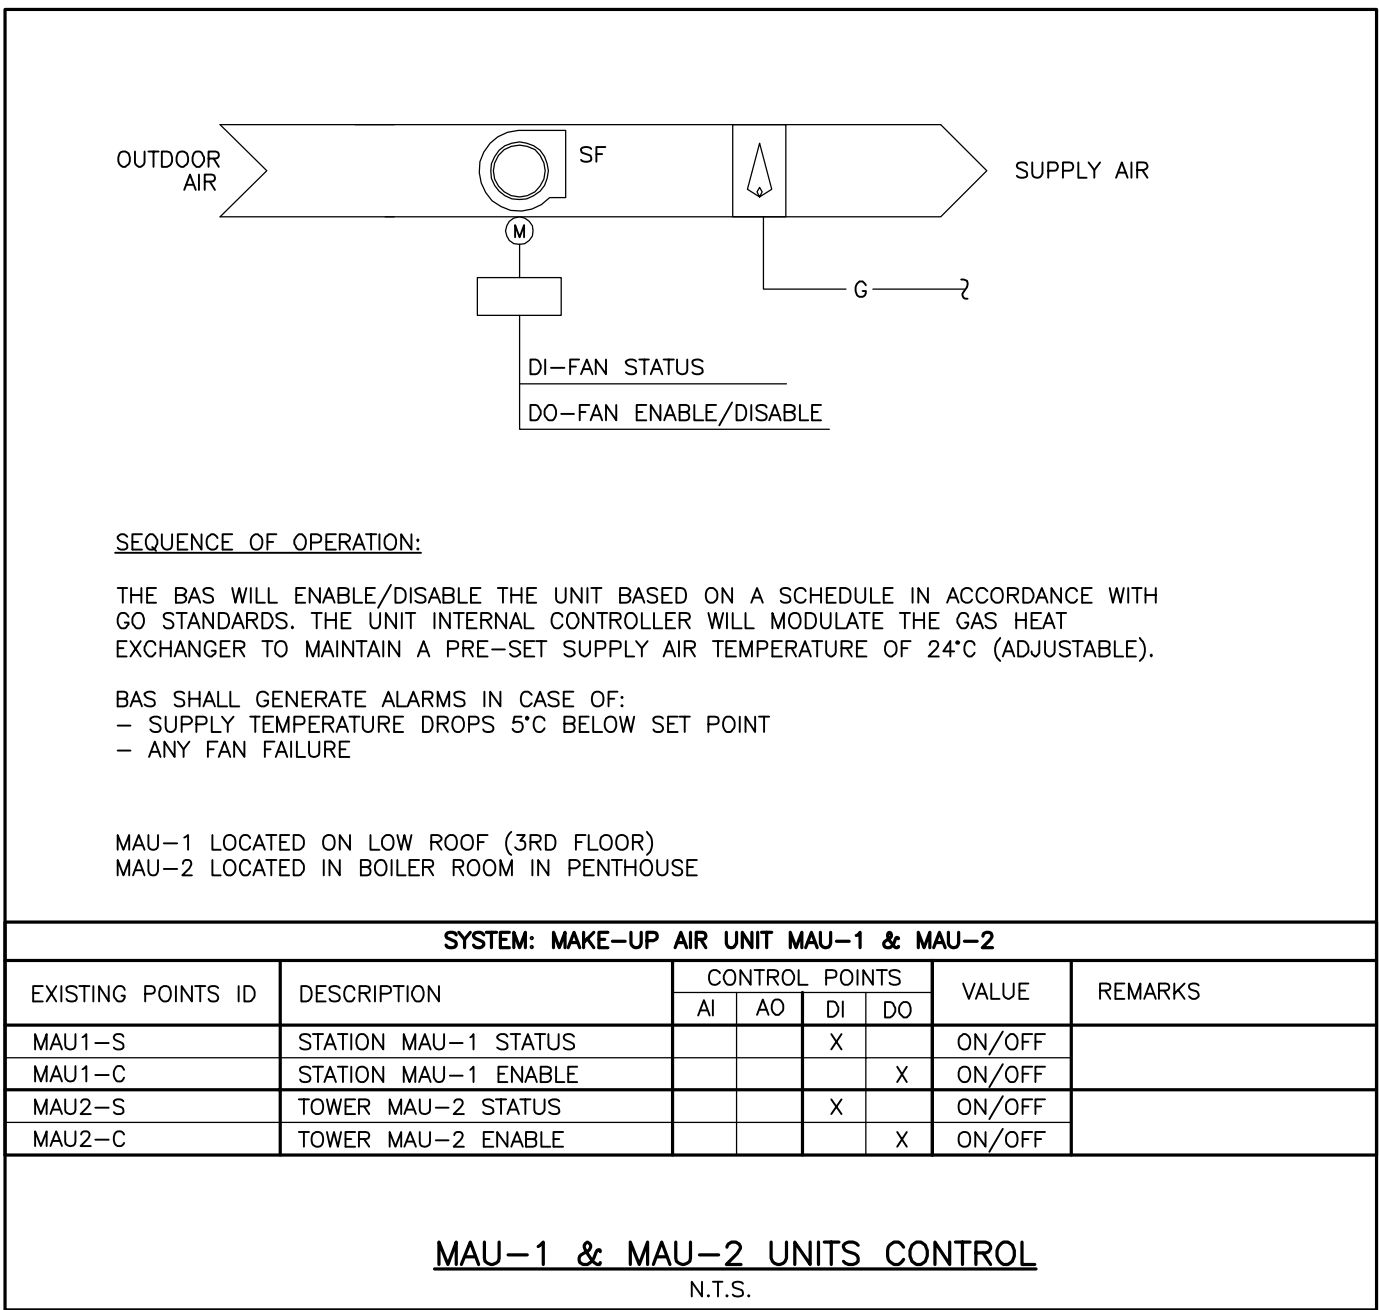 OUTDOOR
AIR
SF
SUPPLY AIR
M
G
DI-FAN STATUS
DO-FAN ENABLE/DISABLE
SEQUENCE OF OPERATION:
THE BAS WILL ENABLE/DISABLE THE UNIT BASED ON A SCHEDULE IN ACCORDANCE WITH
GO STANDARDS. THE UNIT INTERNAL CONTROLLER WILL MODULATE THE GAS HEAT
EXCHANGER TO MAINTAIN A PRE-SET SUPPLY AIR TEMPERATURE OF 24°C (ADJUSTABLE).
BAS SHALL GENERATE ALARMS IN CASE OF:
- SUPPLY TEMPERATURE DROPS 5°C BELOW SET POINT
- ANY FAN FAILURE
MAU-1 LOCATED ON LOW ROOF (3RD FLOOR)
MAU-2 LOCATED IN BOILER ROOM IN PENTHOUSE
SYSTEM: MAKE-UP AIR UNIT MAU-1 & MAU-2
EXISTING POINTS ID DESCRIPTION CONTROL POINTS VALUE REMARKS
AI AO DI DO
MAU1-S STATION MAU-1 STATUS X ON/OFF
MAU1-C STATION MAU-1 ENABLE X ON/OFF
MAU2-S TOWER MAU-2 STATUS X ON/OFF
MAU2-C TOWER MAU-2 ENABLE X ON/OFF
MAU-1 & MAU-2 UNITS CONTROL
N.T.S.